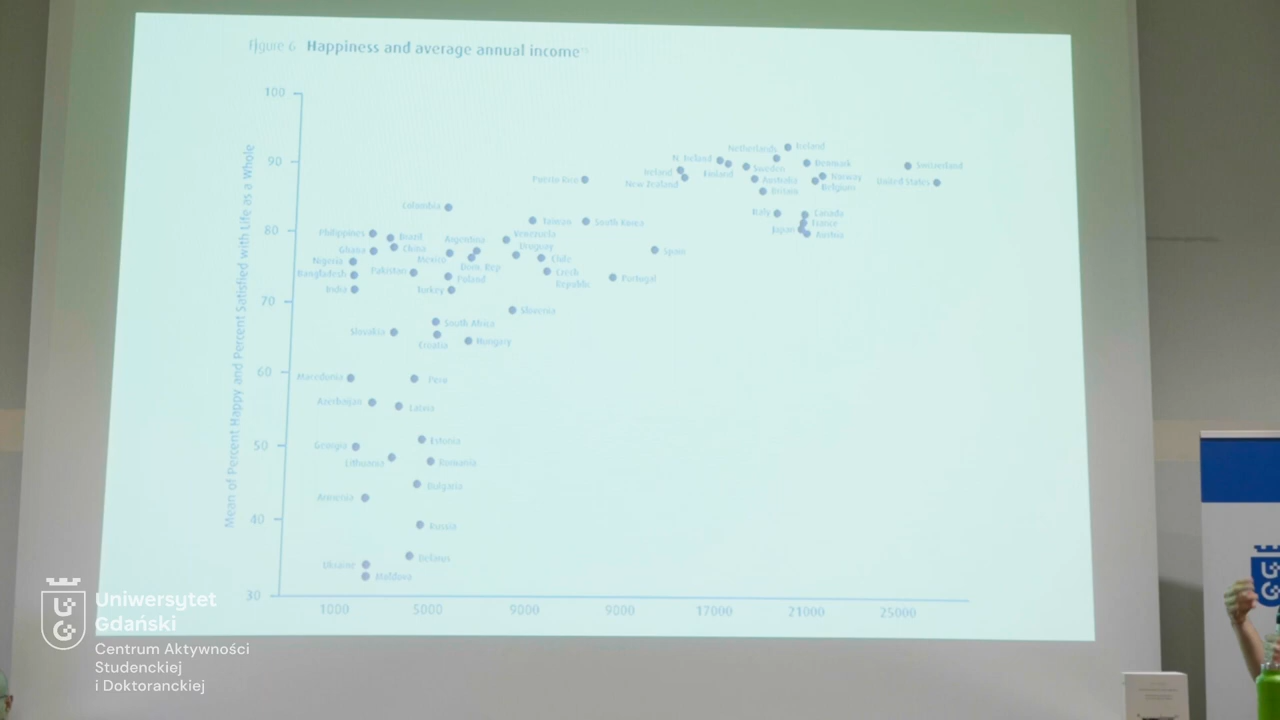 Figure 6 Happiness and average annual income
Mean of Percent Happy and Percent Satisfied with Life as a Whole
100
90
80
70
60
50
40
30
1000 5000 9000 9000 17000 21000 25000
Netherlands
Iceland
N. Ireland
Ireland
Finland
Sweden
Denmark
Switzerland
New Zealand
Australia
Norway
Belgium
United States
Puerto Rico
Britain
Colombia
Italy
Canada
France
Japan
Austria
Taiwan
South Korea
Philippines
Brazil
Venezuela
Ghana
China
Argentina
Uruguay
Spain
Nigeria
Mexico
Chile
Bangladesh
Pakistan
Dom. Rep
Czech
Republic
Portugal
Poland
India
Turkey
Slovenia
Slovakia
South Africa
Croatia
Hungary
Macedonia
Peru
Azerbaijan
Latvia
Georgia
Estonia
Lithuania
Romania
Bulgaria
Armenia
Russia
Belarus
Ukraine
Moldova
Uniwersytet
Gdański
Centrum Aktywności
Studenckiej
i Doktoranckiej